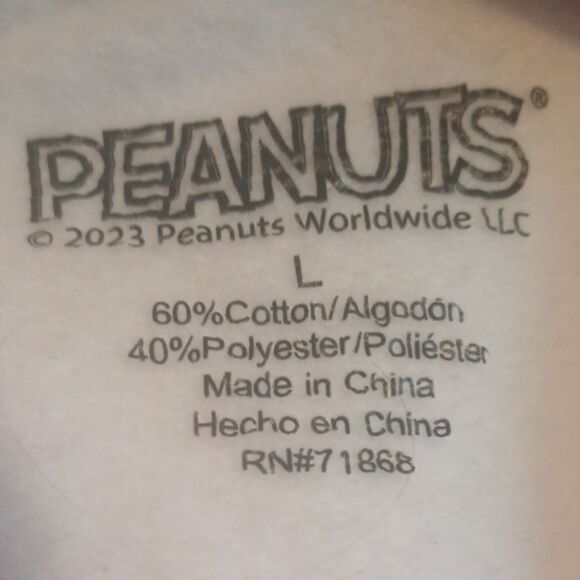 PEANUTS®
© 2023 Peanuts Worldwide LLC
L
60%Cotton/Algodón
40%Polyester/Poliéster
Made in China
Hecho en China
RN#71868